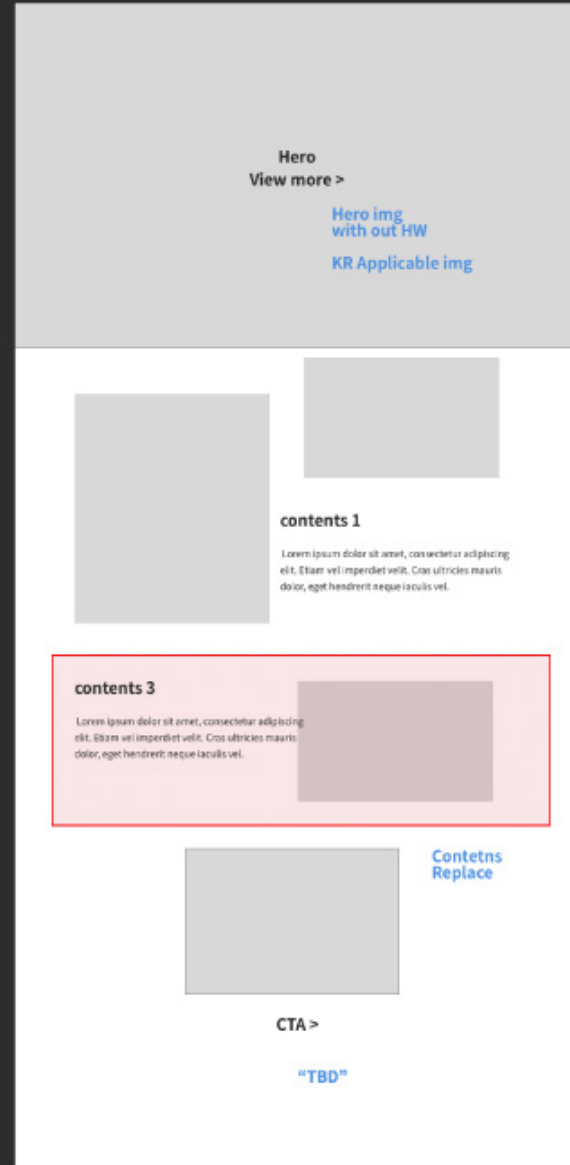 Hero
View more >
Hero img
with out HW
KR Applicable img
contents 1
Lorem ipsum dolor sit amet, consectetur adipiscing
elit. Etiam vel imperdiet velit. Cras ultricies mauris
dolor, eget hendrerit neque iaculis vel.
contents 3
Lorem ipsum dolor sit amet, consectetur adipiscing
elit. Etiam vel imperdiet velit. Cras ultricies mauris
dolor, eget hendrerit neque iaculis vel.
Contetns
Replace
CTA >
“TBD”